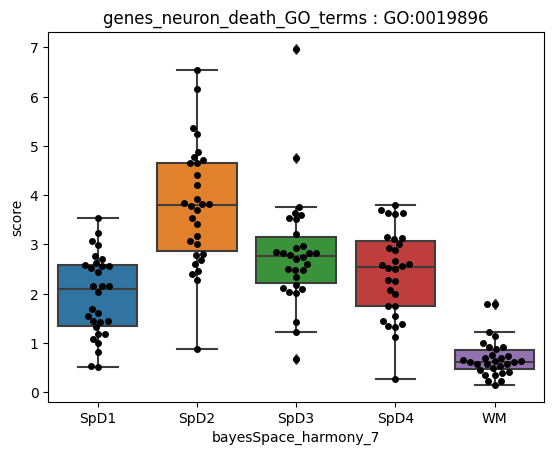 genes_neuron_death_GO_terms : GO:0019896
7
6
5
4
3
2
1
0
score
SpD1 SpD2 SpD3 SpD4 WM
bayesSpace_harmony_7